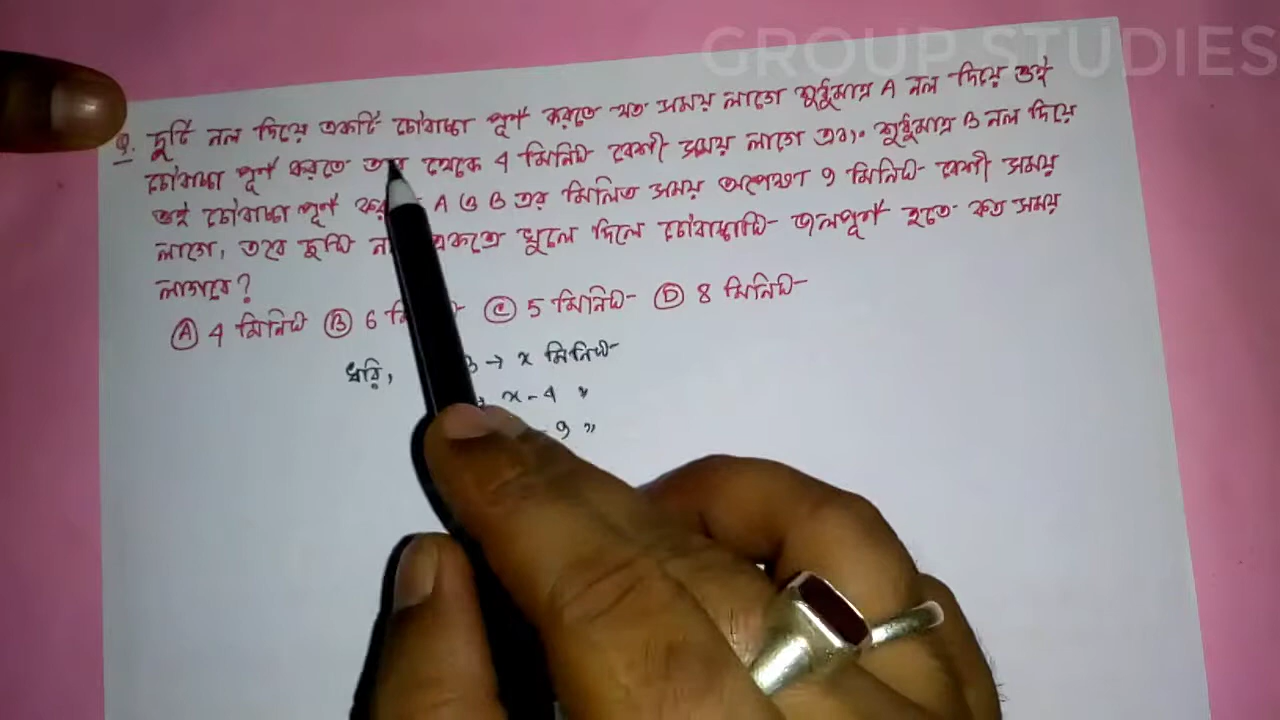 GROUP STUDIES
Q. দুটি নল দিয়ে একটি চৌবাচ্চা পূর্ণ করতে যত সময় লাগে শুধুমাত্র A নল দিয়ে ওই
চৌবাচ্চা পূর্ণ করতে তার থেকে 4 মিনিট বেশী সময় লাগে এবং শুধুমাত্র B নল দিয়ে
ওই চৌবাচ্চা পূর্ণ A ও B এর মিলিত সময় অপেক্ষা 9 মিনিট বেশী সময়
লাগে, তবে দুটি একত্রে খুলে দিলে চৌবাচ্চাটি জলপূর্ণ হতে কত সময়
লাগবে?
Ⓐ 4 মিনিট Ⓑ 6 Ⓒ 5 মিনিট Ⓓ 8 মিনিট
ধরি, → x মিনিট
x - 4 "
- 9 "